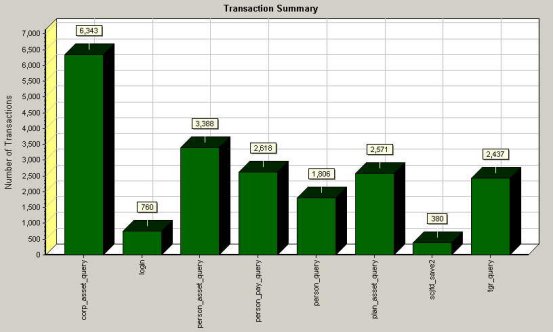 Transaction Summary
Number of Transactions
7,000
6,500
6,000
5,500
5,000
4,500
4,000
3,500
3,000
2,500
2,000
1,500
1,000
500
0
6,343
760
3,388
2,618
1,806
2,571
380
2,437
corp_asset_query
login
person_asset_query
person_pay_query
person_query
plan_asset_query
tgr_query